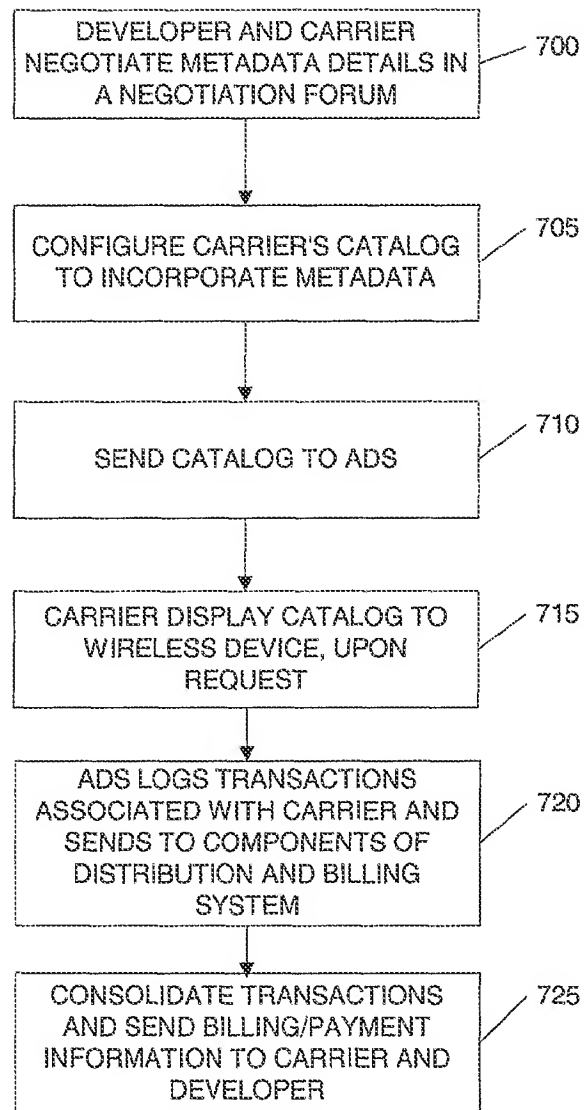 DEVELOPER AND CARRIER
NEGOTIATE METADATA DETAILS IN
A NEGOTIATION FORUM
700
CONFIGURE CARRIER'S CATALOG
TO INCORPORATE METADATA
705
SEND CATALOG TO ADS
710
CARRIER DISPLAY CATALOG TO
WIRELESS DEVICE, UPON
REQUEST
715
ADS LOGS TRANSACTIONS
ASSOCIATED WITH CARRIER AND
SENDS TO COMPONENTS OF
DISTRIBUTION AND BILLING
SYSTEM
720
CONSOLIDATE TRANSACTIONS
AND SEND BILLING/PAYMENT
INFORMATION TO CARRIER AND
DEVELOPER
725